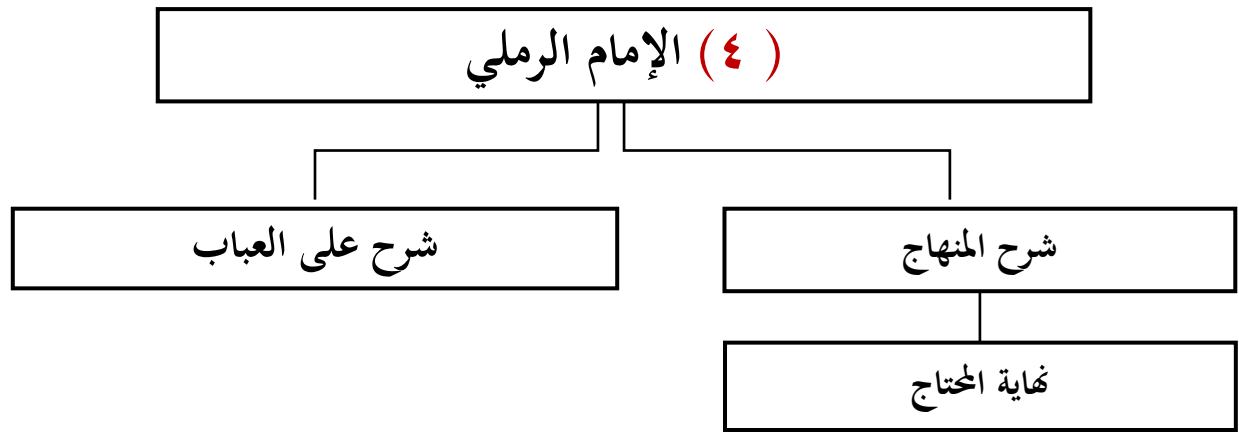 (٤) الإمام الرملي
شرح المنهاج
شرح على العباب
نهاية المحتاج